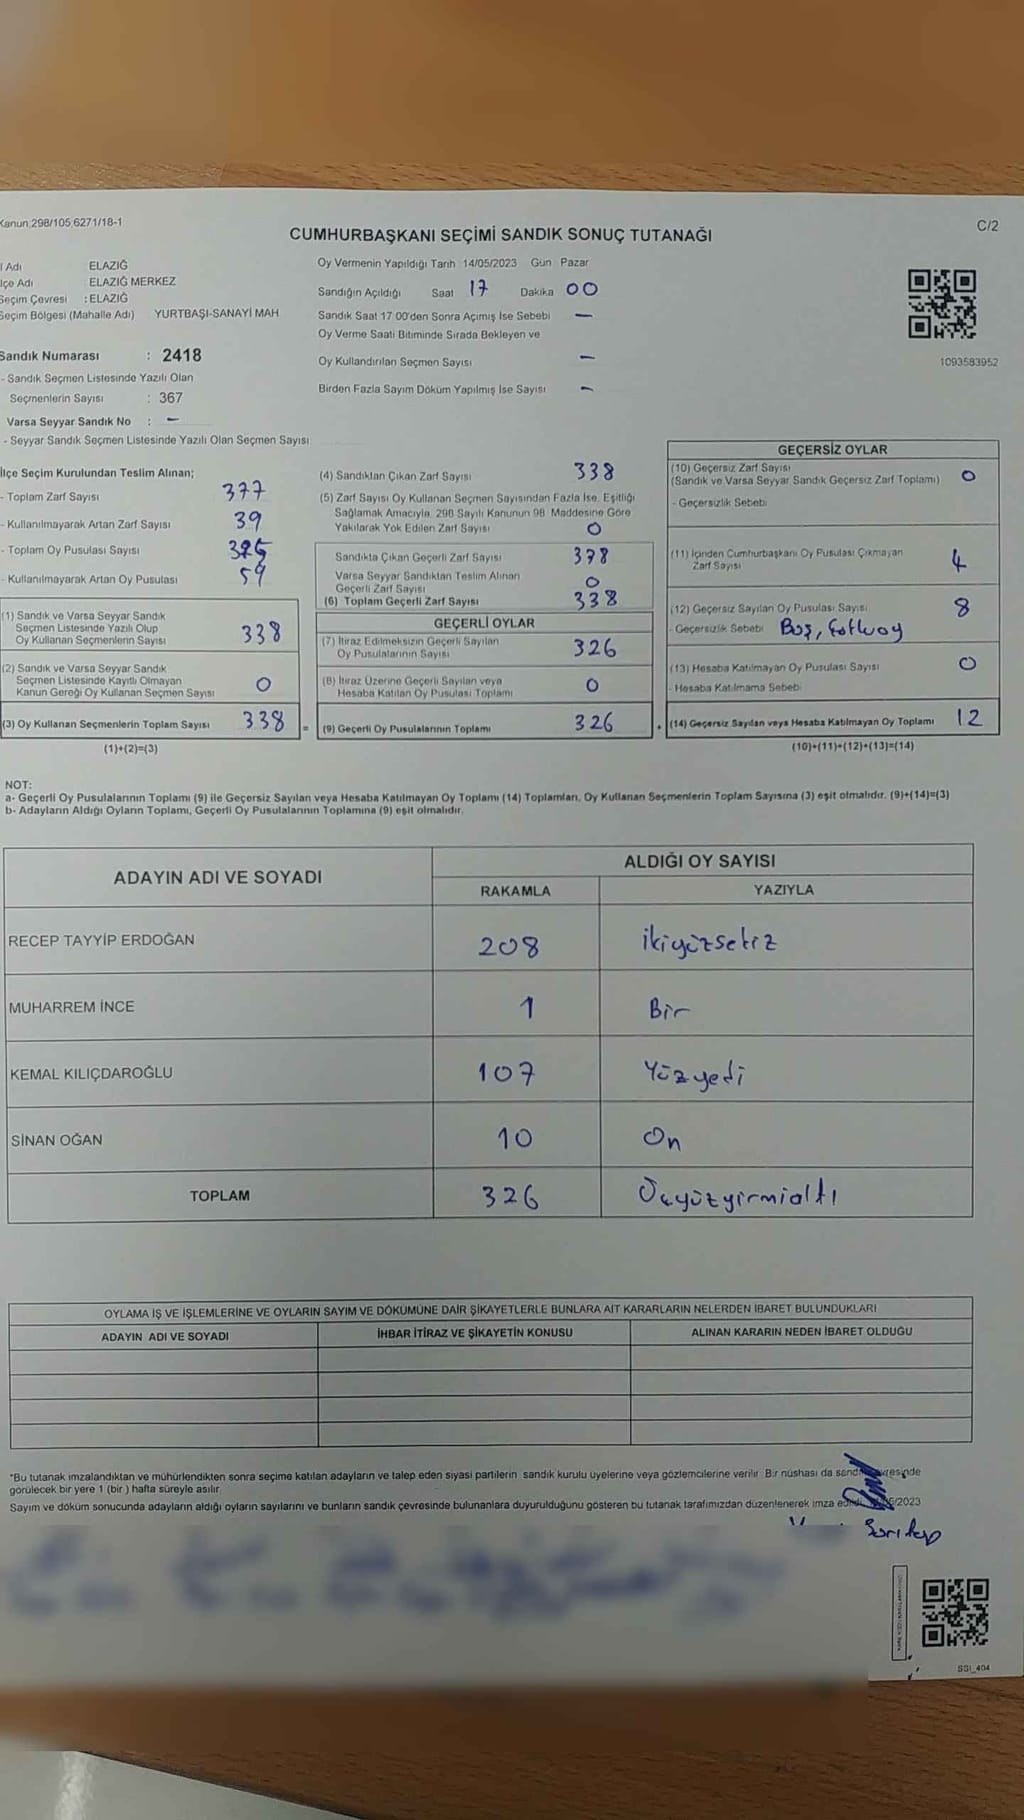 Kanun 298/105,6271/18-1
C/2
CUMHURBAŞKANI SEÇİMİ SANDIK SONUÇ TUTANAĞI
l Adı ELAZIĞ
lçe Adı ELAZIĞ MERKEZ
Seçim Çevresi : ELAZIĞ
Seçim Bölgesi (Mahalle Adı) YURTBAŞI-SANAYİ MAH
Sandık Numarası : 2418
- Sandık Seçmen Listesinde Yazılı Olan
Seçmenlerin Sayısı : 367
Varsa Seyyar Sandık No : –
- Seyyar Sandık Seçmen Listesinde Yazılı Olan Seçmen Sayısı
Oy Vermenin Yapıldığı Tarih 14/05/2023 Gün Pazar
Sandığın Açıldığı Saat 17 Dakika 00
Sandık Saat 17 00'den Sonra Açımış İse Sebebi –
Oy Verme Saati Bitiminde Sırada Bekleyen ve
Oy Kullandırılan Seçmen Sayısı –
Birden Fazla Sayım Döküm Yapılmış İse Sayısı –
1093583952
İlçe Seçim Kurulundan Teslim Alınan;
- Toplam Zarf Sayısı 377
- Kullanılmayarak Artan Zarf Sayısı 39
- Toplam Oy Pusulası Sayısı
- Kullanılmayarak Artan Oy Pusulası 59
(1) Sandık ve Varsa Seyyar Sandık
Seçmen Listesinde Yazılı Olup
Oy Kullanan Seçmenlerin Sayısı 338
(2) Sandık ve Varsa Seyyar Sandık
Seçmen Listesinde Kayıtlı Olmayan
Kanun Gereği Oy Kullanan Seçmen Sayısı 0
(3) Oy Kullanan Seçmenlerin Toplam Sayısı 338 =
(1)+(2)=(3)
(4) Sandıktan Çıkan Zarf Sayısı 338
(5) Zarf Sayısı Oy Kullanan Seçmen Sayısından Fazla İse, Eşitliği
Sağlamak Amacıyla, 298 Sayılı Kanunun 98. Maddesine Göre
Yakılarak Yok Edilen Zarf Sayısı 0
Sandıkta Çıkan Geçerli Zarf Sayısı 338
Varsa Seyyar Sandıktan Teslim Alınan
Geçerli Zarf Sayısı 0
(6) Toplam Geçerli Zarf Sayısı 338
GEÇERLİ OYLAR
(7) İtiraz Edilmeksizin Geçerli Sayılan
Oy Pusulalarının Sayısı 326
(8) İtiraz Üzerine Geçerli Sayılan veya
Hesaba Katılan Oy Pusulası Toplamı 0
(9) Geçerli Oy Pusulalarının Toplamı 326 +
GEÇERSİZ OYLAR
(10) Geçersiz Zarf Sayısı
(Sandık ve Varsa Seyyar Sandık Geçersiz Zarf Toplamı) 0
- Geçersizlik Sebebi
(11) İçinden Cumhurbaşkanı Oy Pusulası Çıkmayan
Zarf Sayısı 4
(12) Geçersiz Sayılan Oy Pusulası Sayısı 8
- Geçersizlik Sebebi Boş,
(13) Hesaba Katılmayan Oy Pusulası Sayısı 0
- Hesaba Katılmama Sebebi
(14) Geçersiz Sayılan veya Hesaba Katılmayan Oy Toplamı 12
(10)+(11)+(12)+(13)=(14)
NOT:
a- Geçerli Oy Pusulalarının Toplamı (9) ile Geçersiz Sayılan veya Hesaba Katılmayan Oy Toplamı (14) Toplamları, Oy Kullanan Seçmenlerin Toplam Sayısına (3) eşit olmalıdır. (9)+(14)=(3)
b- Adayların Aldığı Oyların Toplamı, Geçerli Oy Pusulalarının Toplamına (9) eşit olmalıdır.
ADAYIN ADI VE SOYADI
ALDIĞI OY SAYISI
RAKAMLA YAZIYLA
RECEP TAYYİP ERDOĞAN 208 ikiyüzsekiz
MUHARREM İNCE 1 Bir
KEMAL KILIÇDAROĞLU 107 Yüzyedi
SİNAN OĞAN 10 On
TOPLAM 326 Üçyüzyirmialtı
OYLAMA İŞ VE İŞLEMLERİNE VE OYLARIN SAYIM VE DÖKÜMÜNE DAİR ŞİKAYETLERLE BUNLARA AİT KARARLARIN NELERDEN İBARET BULUNDUKLARI
ADAYIN ADI VE SOYADI İHBAR İTİRAZ VE ŞİKAYETİN KONUSU ALINAN KARARIN NEDEN İBARET OLDUĞU
*Bu tutanak imzalandıktan ve mühürlendikten sonra seçime katılan adayların ve talep eden siyasi partilerin sandık kurulu üyelerine veya gözlemcilerine verilir. Bir nüshası da
görülecek bir yere 1 (bir ) hafta süreyle asılır.
Sayım ve döküm sonucunda adayların aldığı oyların sayılarını ve bunların sandık çevresinde bulunanlara duyurulduğunu gösteren bu tutanak tarafımızdan düzenlenerek imza /2023
SSI_404